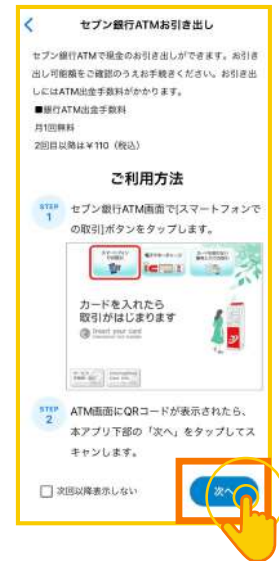 セブン銀行ATMお引き出し
セブン銀行ATMで現金のお引き出しができます。お引き
出し可能額をご確認のうえお手続きください。お引き出
しにはATM出金手数料がかかります。
■銀行ATM出金手数料
月1回無料
2回目以降は￥110（税込）
ご利用方法
STEP
1
セブン銀行ATM画面で[スマートフォンで
の取引]ボタンをタップします。
カードを入れたら
取引がはじまります
Insert your card
STEP
2
ATM画面にQRコードが表示されたら、
本アプリ下部の「次へ」をタップしてス
キャンします。
次回以降表示しない
次へ